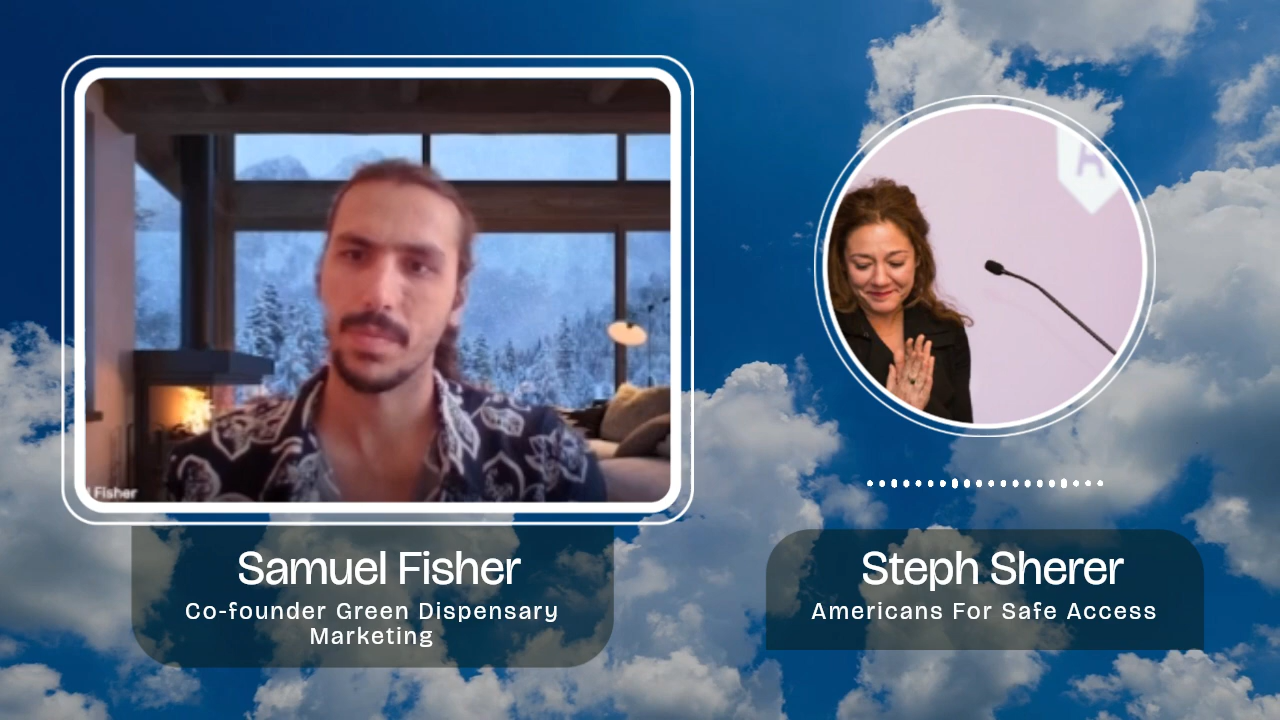 Fisher
Samuel Fisher
Co-founder Green Dispensary
Marketing
Steph Sherer
Americans For Safe Access